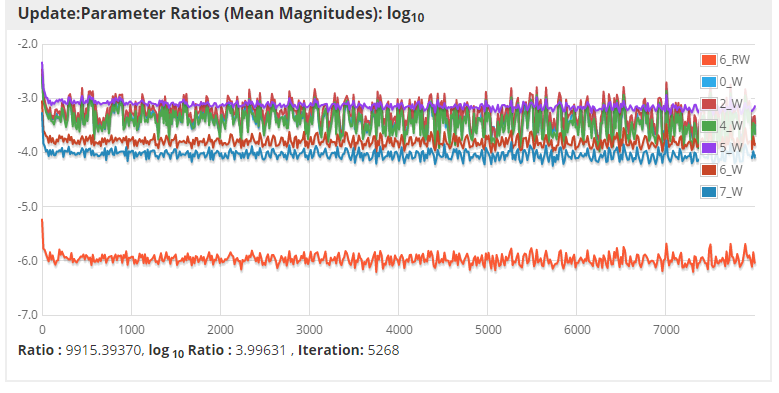 Update:Parameter Ratios (Mean Magnitudes): log10
-2.0
-3.0
-4.0
-5.0
-6.0
-7.0
6_RW
0_W
2_W
4_W
5_W
6_W
7_W
0 1000 2000 3000 4000 5000 6000 7000
Ratio : 9915.39370, log 10 Ratio : 3.99631 , Iteration: 5268